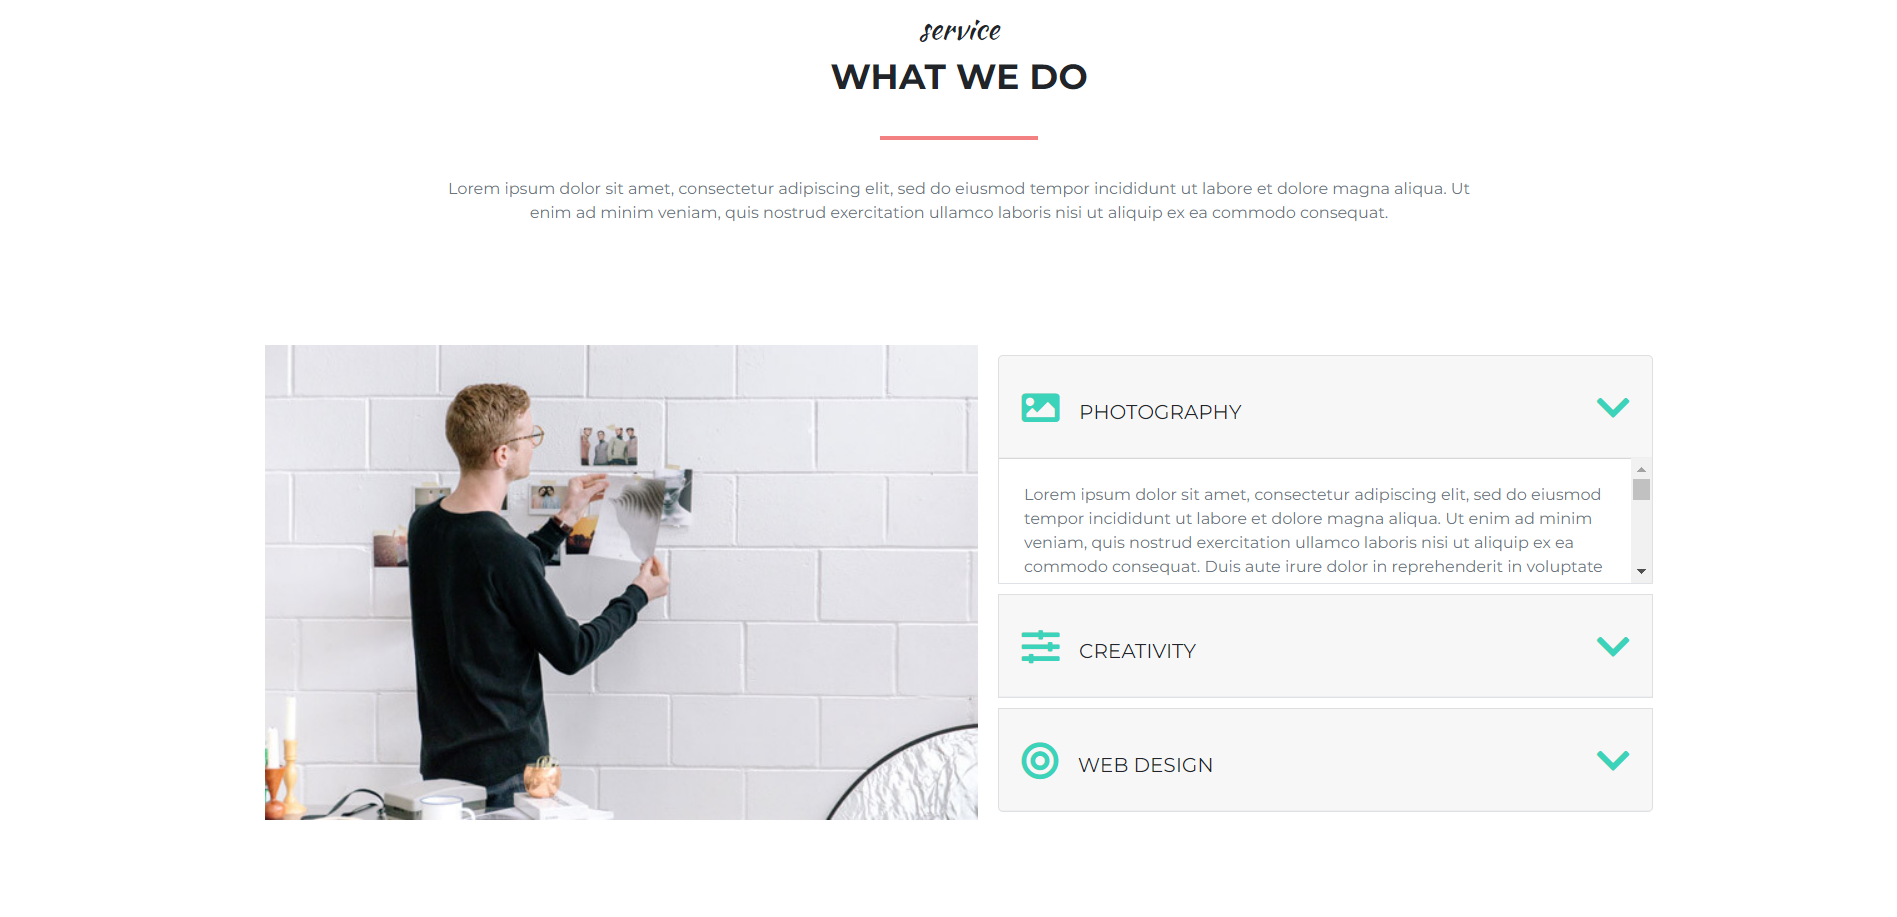 service
WHAT WE DO
Lorem ipsum dolor sit amet, consectetur adipiscing elit, sed do eiusmod tempor incididunt ut labore et dolore magna aliqua. Ut
enim ad minim veniam, quis nostrud exercitation ullamco laboris nisi ut aliquip ex ea commodo consequat.
PHOTOGRAPHY
Lorem ipsum dolor sit amet, consectetur adipiscing elit, sed do eiusmod
tempor incididunt ut labore et dolore magna aliqua. Ut enim ad minim
veniam, quis nostrud exercitation ullamco laboris nisi ut aliquip ex ea
commodo consequat. Duis aute irure dolor in reprehenderit in voluptate
CREATIVITY
WEB DESIGN